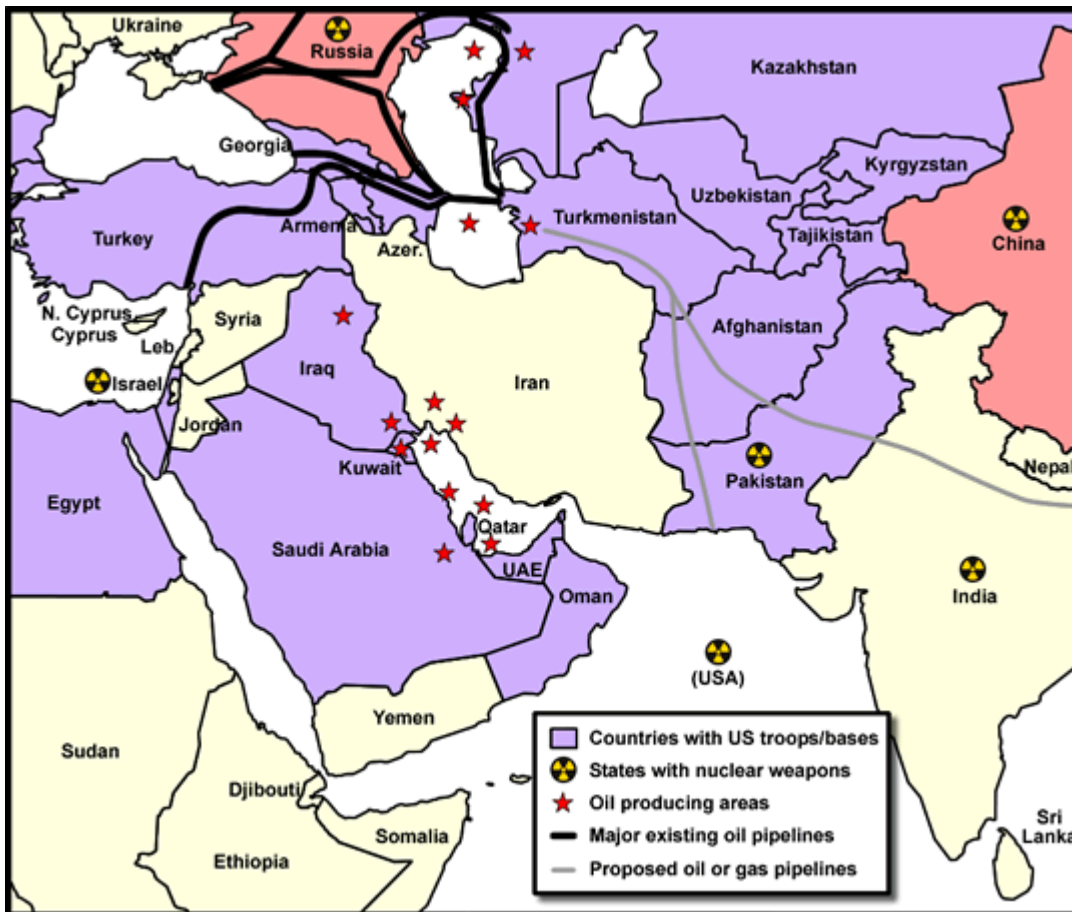 Ukraine
Russia
Kazakhstan
Georgia
Kyrgyzstan
Uzbekistan
Turkmenistan
Armenia
Turkey
Azer.
Tajikistan
China
N. Cyprus
Cyprus
Syria
Leb.
Afghanistan
Iraq
Iran
Israel
Jordan
Kuwait
Pakistan
Nepal
Egypt
Qatar
Saudi Arabia
UAE
Oman
India
(USA)
Yemen
Sudan
Djibouti
Somalia
Ethiopia
Sri
Lanka
Countries with US troops/bases
States with nuclear weapons
Oil producing areas
Major existing oil pipelines
Proposed oil or gas pipelines